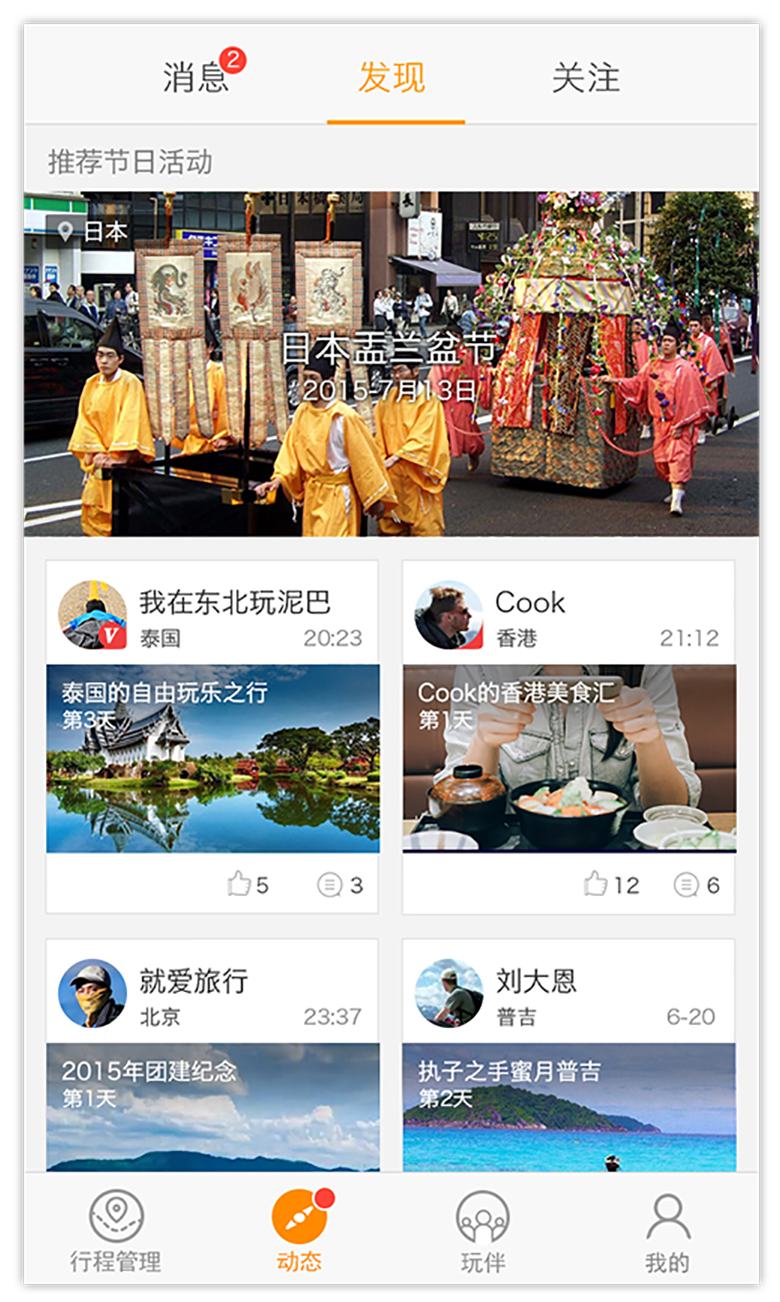 消息
2
发现
关注
推荐节日活动
日本
日本盂兰盆节
2015-7月13日
我在东北玩泥巴
V
泰国
20:23
泰国的自由玩乐之行
第3天
5
3
Cook
香港
21:12
Cook的香港美食汇
第1天
12
6
就爱旅行
北京
23:37
2015年团建纪念
第1天
刘大恩
普吉
6-20
执子之手蜜月普吉
第2天
行程管理
动态
玩伴
我的